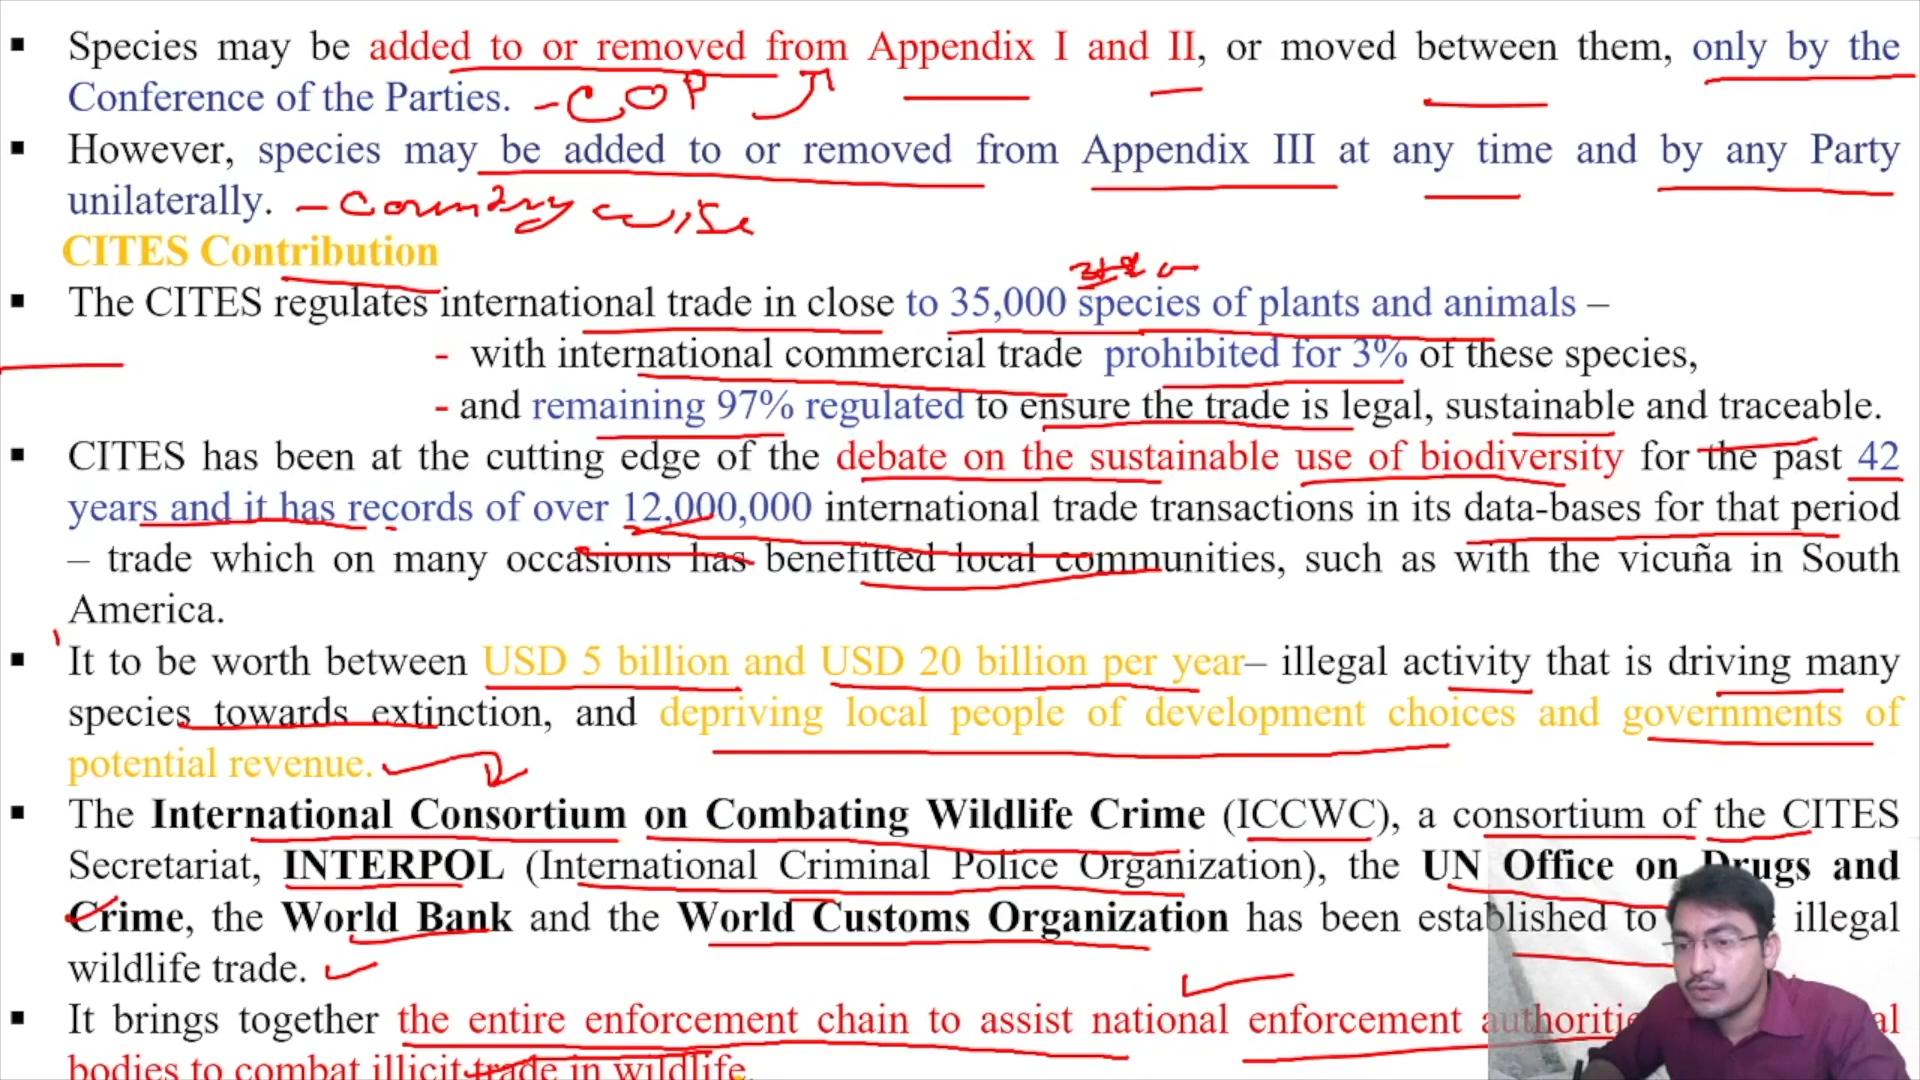 ▪ Species may be added to or removed from Appendix I and II, or moved between them, only by the
Conference of the Parties. - COP
▪ However, species may be added to or removed from Appendix III at any time and by any Party
unilaterally. - Country wise
CITES Contribution
▪ The CITES regulates international trade in close to 35,000 species of plants and animals –
- with international commercial trade prohibited for 3% of these species,
- and remaining 97% regulated to ensure the trade is legal, sustainable and traceable.
▪ CITES has been at the cutting edge of the debate on the sustainable use of biodiversity for the past 42
years and it has records of over 12,000,000 international trade transactions in its data-bases for that period
– trade which on many occasions has benefitted local communities, such as with the vicuña in South
America.
▪ It to be worth between USD 5 billion and USD 20 billion per year– illegal activity that is driving many
species towards extinction, and depriving local people of development choices and governments of
potential revenue.
▪ The International Consortium on Combating Wildlife Crime (ICCWC), a consortium of the CITES
Secretariat, INTERPOL (International Criminal Police Organization), the UN Office on Drugs and
Crime, the World Bank and the World Customs Organization has been established to illegal
wildlife trade.
▪ It brings together the entire enforcement chain to assist national enforcement
bodies to combat illicit trade in wildlife.